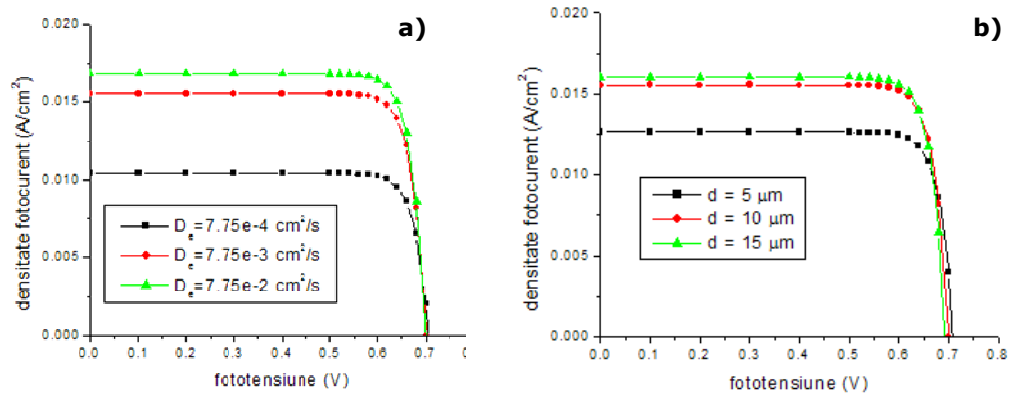 a)
0.020
0.015
0.010
0.005
0.000
densitate fotocurent (A/cm²)
D_e=7.75e-4 cm²/s
D_e=7.75e-3 cm²/s
D_e=7.75e-2 cm²/s
0.0 0.1 0.2 0.3 0.4 0.5 0.6 0.7
fototensiune (V)
b)
0.020
0.015
0.010
0.005
0.000
densitate fotocurent (A/cm²)
d = 5 μm
d = 10 μm
d = 15 μm
0.0 0.1 0.2 0.3 0.4 0.5 0.6 0.7 0.8
fototensiune (V)